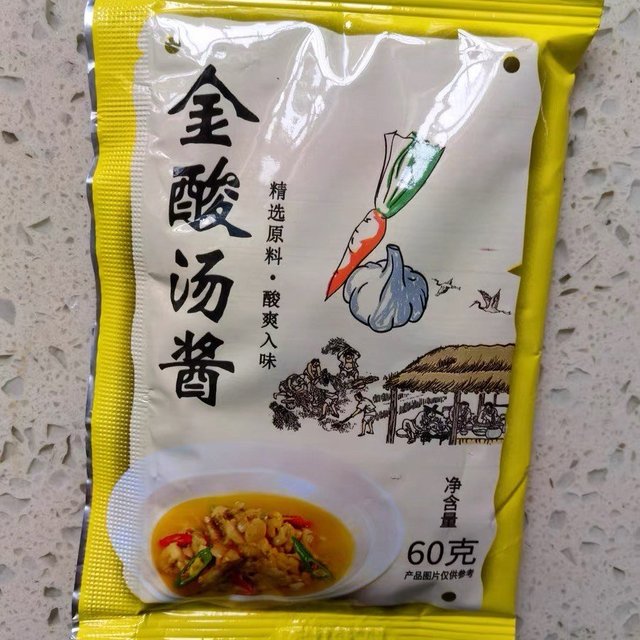 金酸汤酱
精选原料·酸爽入味
净含量
60克
产品图片仅供参考